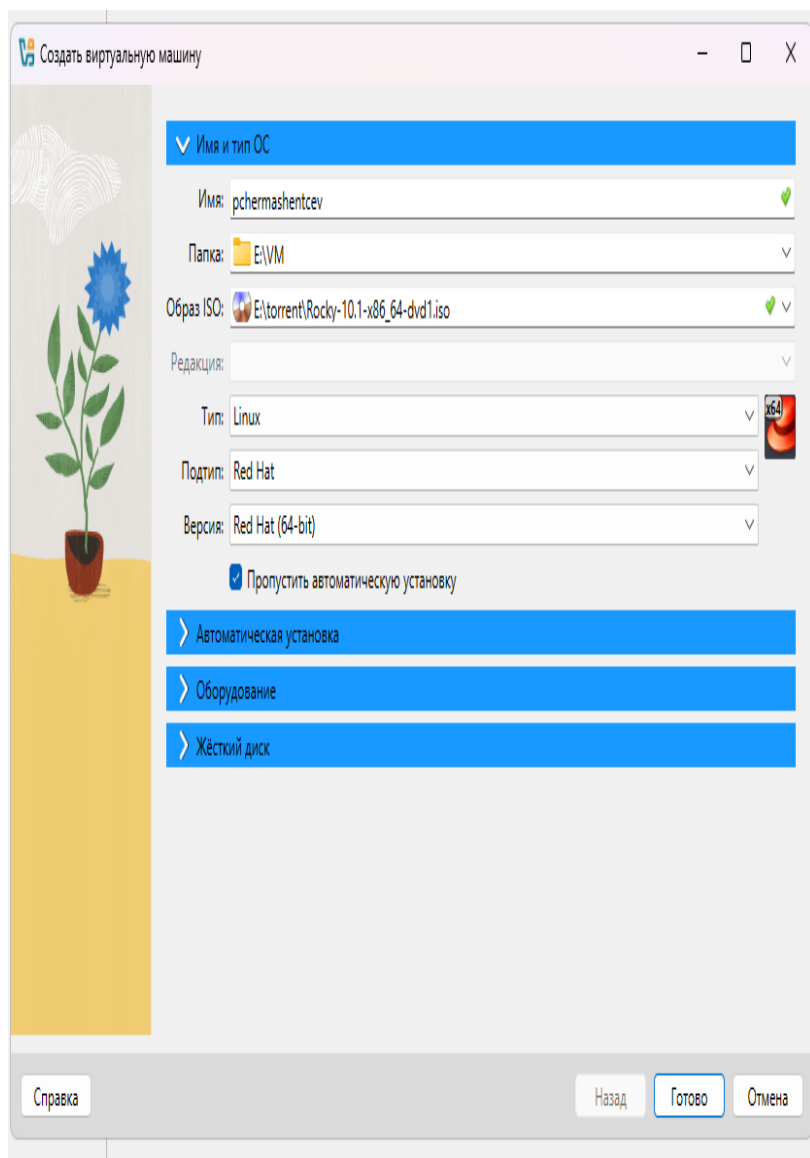 Создать виртуальную машину
Имя и тип ОС
Имя: pchermashentcev
Папка: E:\VM
Образ ISO: E:\torrent\Rocky-10.1-x86_64-dvd1.iso
Редакция:
Тип: Linux
x64
Подтип: Red Hat
Версия: Red Hat (64-bit)
Пропустить автоматическую установку
Автоматическая установка
Оборудование
Жёсткий диск
Справка Назад Готово Отмена